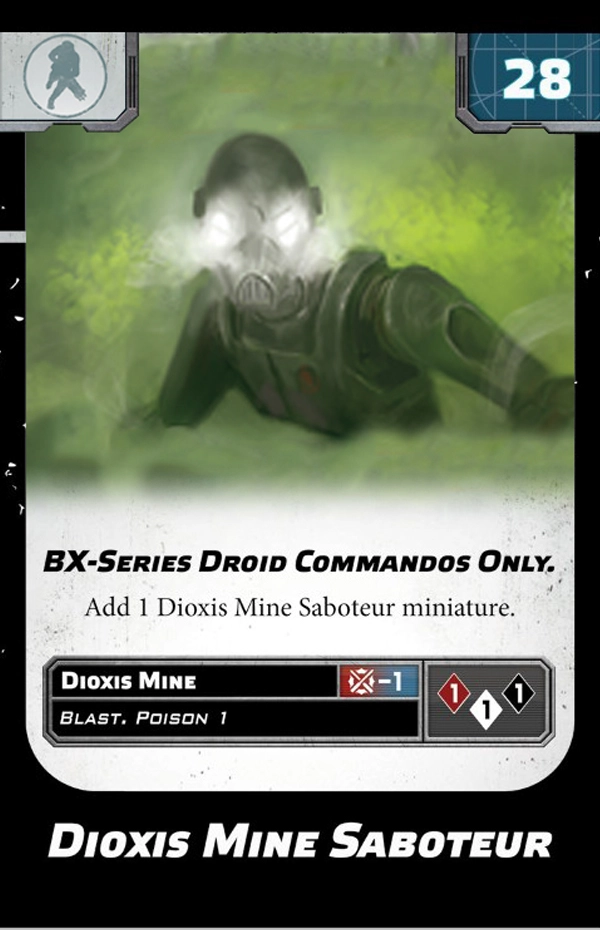 28
BX-Series Droid Commandos Only.
Add 1 Dioxis Mine Saboteur miniature.
Dioxis Mine
-1
Blast, Poison 1
1
1
1
Dioxis Mine Saboteur